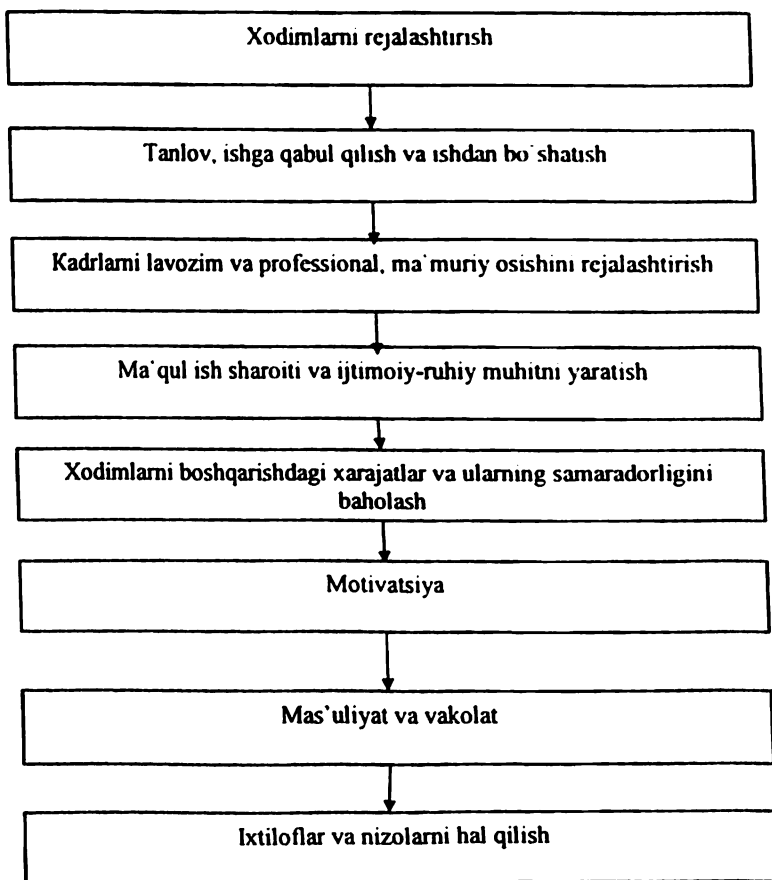 Xodimlarni rejalashtirish
Tanlov, ishga qabul qilish va ishdan bo`shatish
Kadrlarni lavozim va professional, ma`muriy osishini rejalashtirish
Ma`qul ish sharoiti va ijtimoiy-ruhiy muhitni yaratish
Xodimlarni boshqarishdagi xarajatlar va ularning samaradorligini
baholash
Motivatsiya
Mas`uliyat va vakolat
Ixtiloflar va nizolarni hal qilish